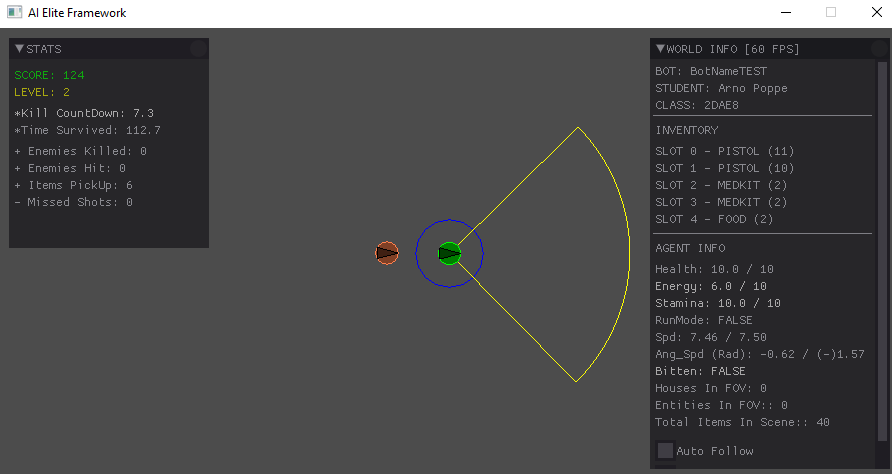 AI Elite Framework
STATS
SCORE: 124
LEVEL: 2
*Kill CountDown: 7.3
*Time Survived: 112.7
+ Enemies Killed: 0
+ Enemies Hit: 0
+ Items PickUp: 6
- Missed Shots: 0
WORLD INFO [60 FPS]
BOT: BotNameTEST
STUDENT: Arno Poppe
CLASS: 2DAE8
INVENTORY
SLOT 0 - PISTOL (11)
SLOT 1 - PISTOL (10)
SLOT 2 - MEDKIT (2)
SLOT 3 - MEDKIT (2)
SLOT 4 - FOOD (2)
AGENT INFO
Health: 10.0 / 10
Energy: 6.0 / 10
Stamina: 10.0 / 10
RunMode: FALSE
Spd: 7.46 / 7.50
Ang_Spd (Rad): -0.62 / (-)1.57
Bitten: FALSE
Houses In FOV: 0
Entities In FOV:: 0
Total Items In Scene:: 40
Auto Follow